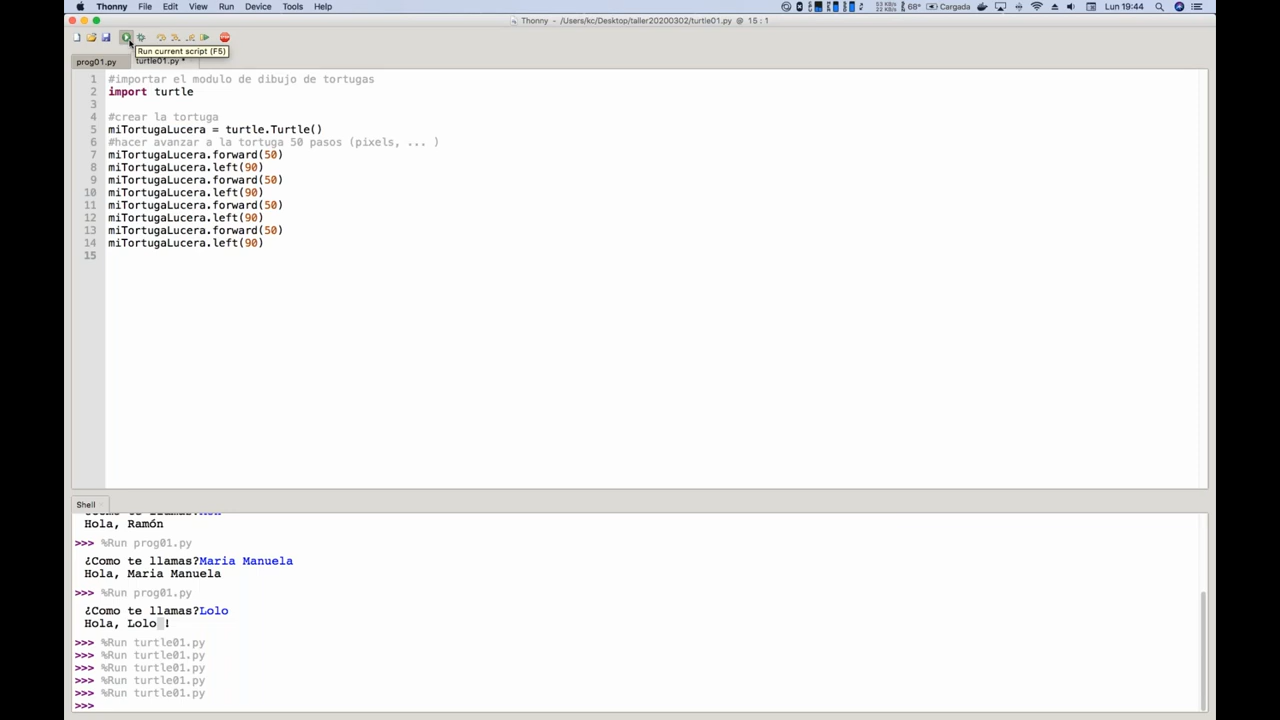 Thonny File Edit View Run Device Tools Help
53 KB/s
22 KB/s
68° Cargada Lun 19:44
Thonny - /Users/kc/Desktop/taller20200302/turtle01.py @ 15 : 1
Run current script (F5)
prog01.py turtle01.py *
1 #importar el modulo de dibujo de tortugas
2 import turtle
3
4 #crear la tortuga
5 miTortugaLucera = turtle.Turtle()
6 #hacer avanzar a la tortuga 50 pasos (pixels, ... )
7 miTortugaLucera.forward(50)
8 miTortugaLucera.left(90)
9 miTortugaLucera.forward(50)
10 miTortugaLucera.left(90)
11 miTortugaLucera.forward(50)
12 miTortugaLucera.left(90)
13 miTortugaLucera.forward(50)
14 miTortugaLucera.left(90)
15
Shell
Hola, Ramón
>>> %Run prog01.py
¿Como te llamas?Maria Manuela
Hola, Maria Manuela
>>> %Run prog01.py
¿Como te llamas?Lolo
Hola, Lolo !
>>> %Run turtle01.py
>>> %Run turtle01.py
>>> %Run turtle01.py
>>> %Run turtle01.py
>>> %Run turtle01.py
>>>